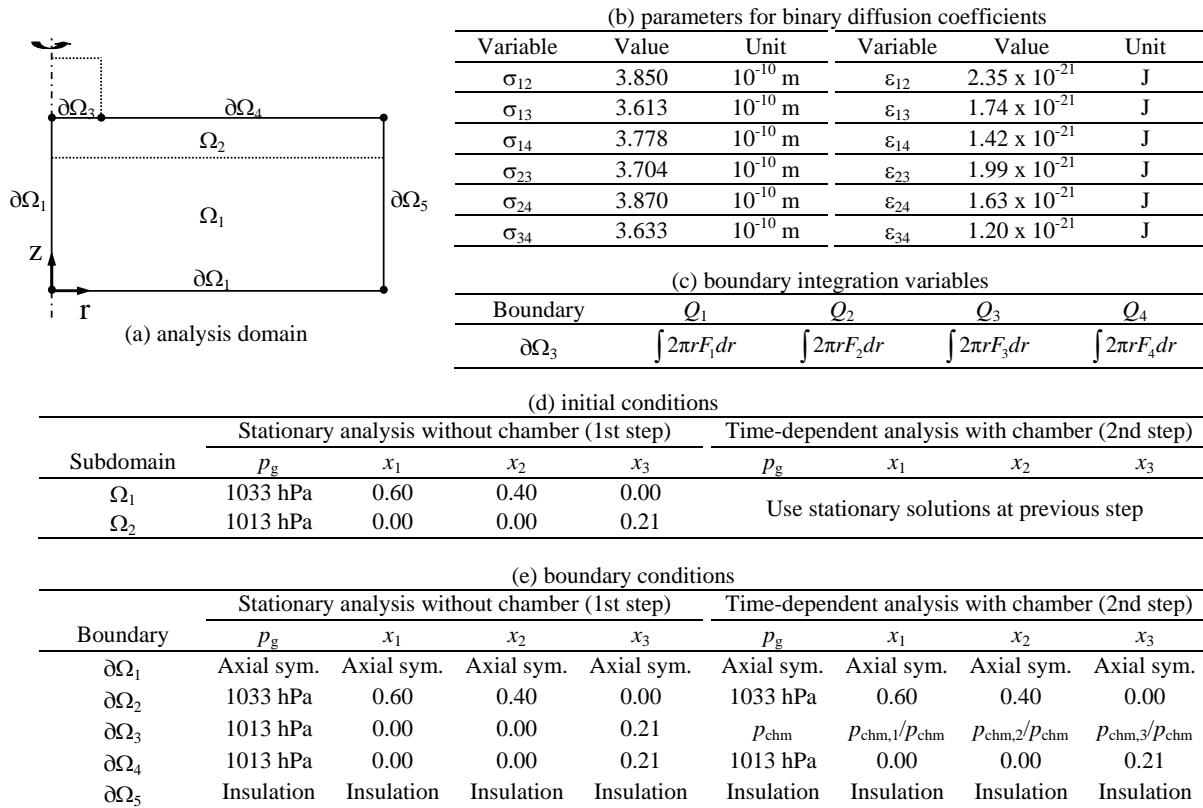 ∂Ω3
∂Ω4
Ω2
∂Ω1
Ω1
∂Ω5
z
∂Ω1
r
(a) analysis domain
(b) parameters for binary diffusion coefficients
Variable Value Unit Variable Value Unit
σ12 3.850 10-10 m ε12 2.35 x 10-21 J
σ13 3.613 10-10 m ε13 1.74 x 10-21 J
σ14 3.778 10-10 m ε14 1.42 x 10-21 J
σ23 3.704 10-10 m ε23 1.99 x 10-21 J
σ24 3.870 10-10 m ε24 1.63 x 10-21 J
σ34 3.633 10-10 m ε34 1.20 x 10-21 J
(c) boundary integration variables
Boundary Q1 Q2 Q3 Q4
∂Ω3 ∫2πrF1dr ∫2πrF2dr ∫2πrF3dr ∫2πrF4dr
(d) initial conditions
Stationary analysis without chamber (1st step) Time-dependent analysis with chamber (2nd step)
Subdomain pg x1 x2 x3 pg x1 x2 x3
Ω1 1033 hPa 0.60 0.40 0.00
Ω2 1013 hPa 0.00 0.00 0.21
Use stationary solutions at previous step
(e) boundary conditions
Stationary analysis without chamber (1st step) Time-dependent analysis with chamber (2nd step)
Boundary pg x1 x2 x3 pg x1 x2 x3
∂Ω1 Axial sym. Axial sym. Axial sym. Axial sym. Axial sym. Axial sym. Axial sym. Axial sym.
∂Ω2 1033 hPa 0.60 0.40 0.00 1033 hPa 0.60 0.40 0.00
∂Ω3 1013 hPa 0.00 0.00 0.21 pchm pchm,1/pchm pchm,2/pchm pchm,3/pchm
∂Ω4 1013 hPa 0.00 0.00 0.21 1013 hPa 0.00 0.00 0.21
∂Ω5 Insulation Insulation Insulation Insulation Insulation Insulation Insulation Insulation